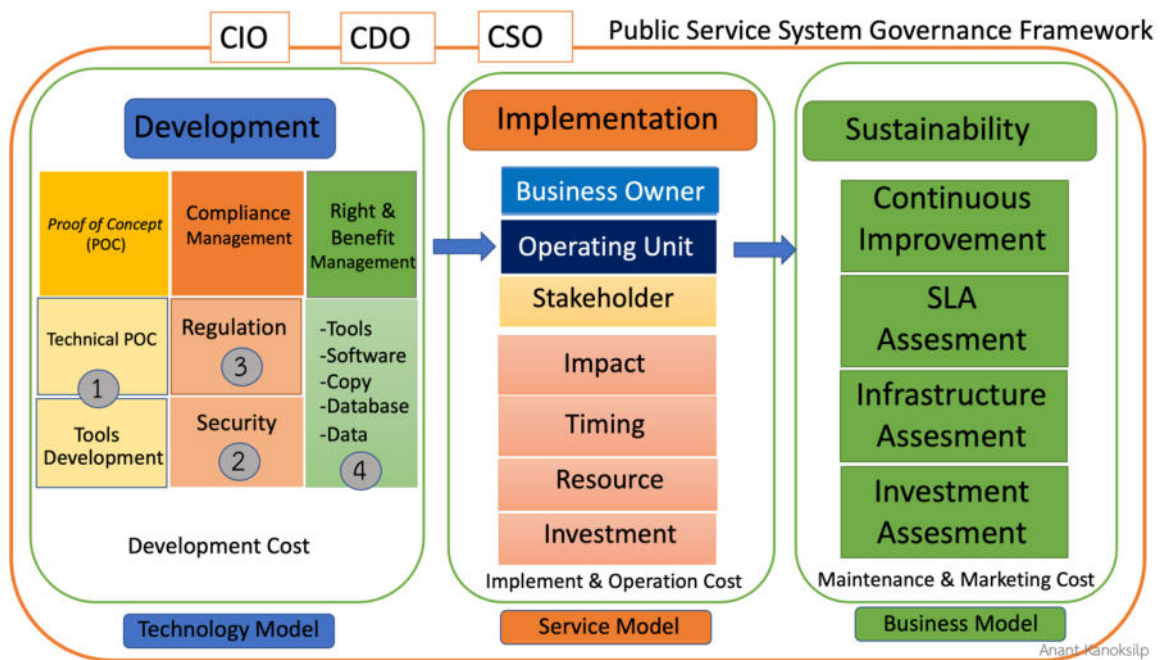 CIO
CDO
CSO
Public Service System Governance Framework
Development
Proof of Concept
(POC)
Compliance
Management
Right &
Benefit
Management
Technical POC
1
Tools
Development
Regulation
3
Security
2
-Tools
-Software
-Copy
-Database
-Data
4
Development Cost
Technology Model
Implementation
Business Owner
Operating Unit
Stakeholder
Impact
Timing
Resource
Investment
Implement & Operation Cost
Service Model
Sustainability
Continuous
Improvement
SLA
Assesment
Infrastructure
Assesment
Investment
Assesment
Maintenance & Marketing Cost
Business Model
Anant Kanoksilp